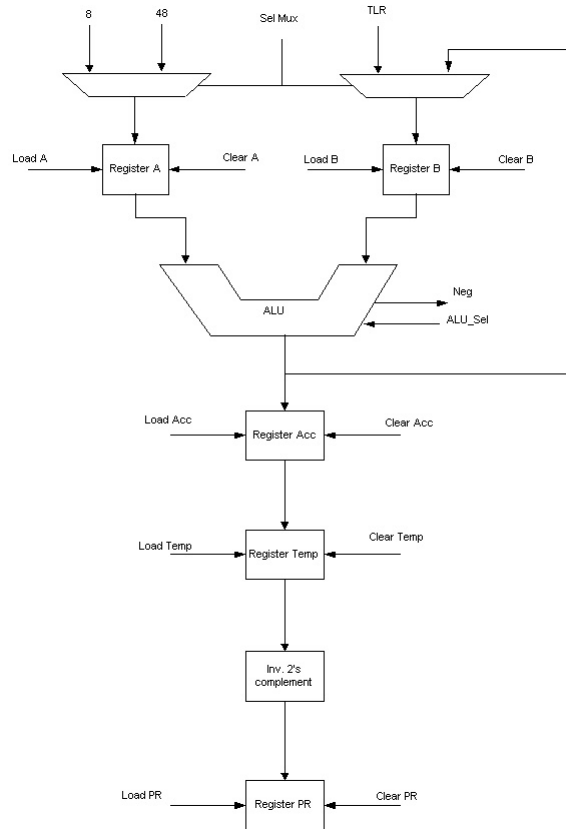 8
48
Sel Mux
TLR
Load A
Register A
Clear A
Load B
Register B
Clear B
ALU
Neg
ALU_Sel
Load Acc
Register Acc
Clear Acc
Load Temp
Register Temp
Clear Temp
Inv. 2's
complement
Load PR
Register PR
Clear PR